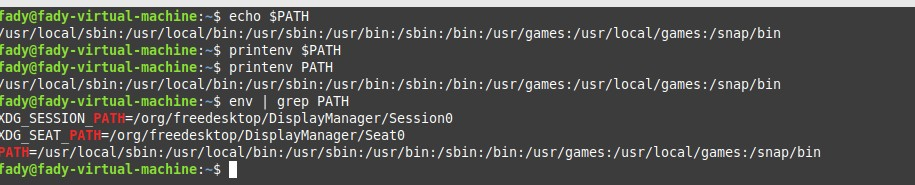 fady@fady-virtual-machine:~$ echo $PATH
/usr/local/sbin:/usr/local/bin:/usr/sbin:/usr/bin:/sbin:/bin:/usr/games:/usr/local/games:/snap/bin
fady@fady-virtual-machine:~$ printenv $PATH
fady@fady-virtual-machine:~$ printenv PATH
/usr/local/sbin:/usr/local/bin:/usr/sbin:/usr/bin:/sbin:/bin:/usr/games:/usr/local/games:/snap/bin
fady@fady-virtual-machine:~$ env | grep PATH
XDG_SESSION_PATH=/org/freedesktop/DisplayManager/Session0
XDG_SEAT_PATH=/org/freedesktop/DisplayManager/Seat0
PATH=/usr/local/sbin:/usr/local/bin:/usr/sbin:/usr/bin:/sbin:/bin:/usr/games:/usr/local/games:/snap/bin
fady@fady-virtual-machine:~$